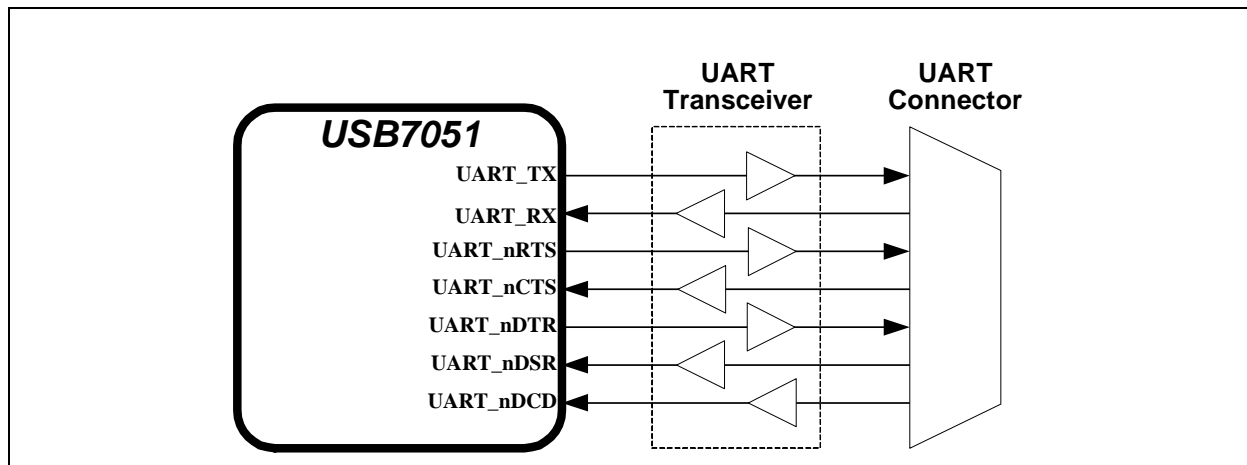 UART
Transceiver
UART
Connector
USB7051
UART_TX
UART_RX
UART_nRTS
UART_nCTS
UART_nDTR
UART_nDSR
UART_nDCD